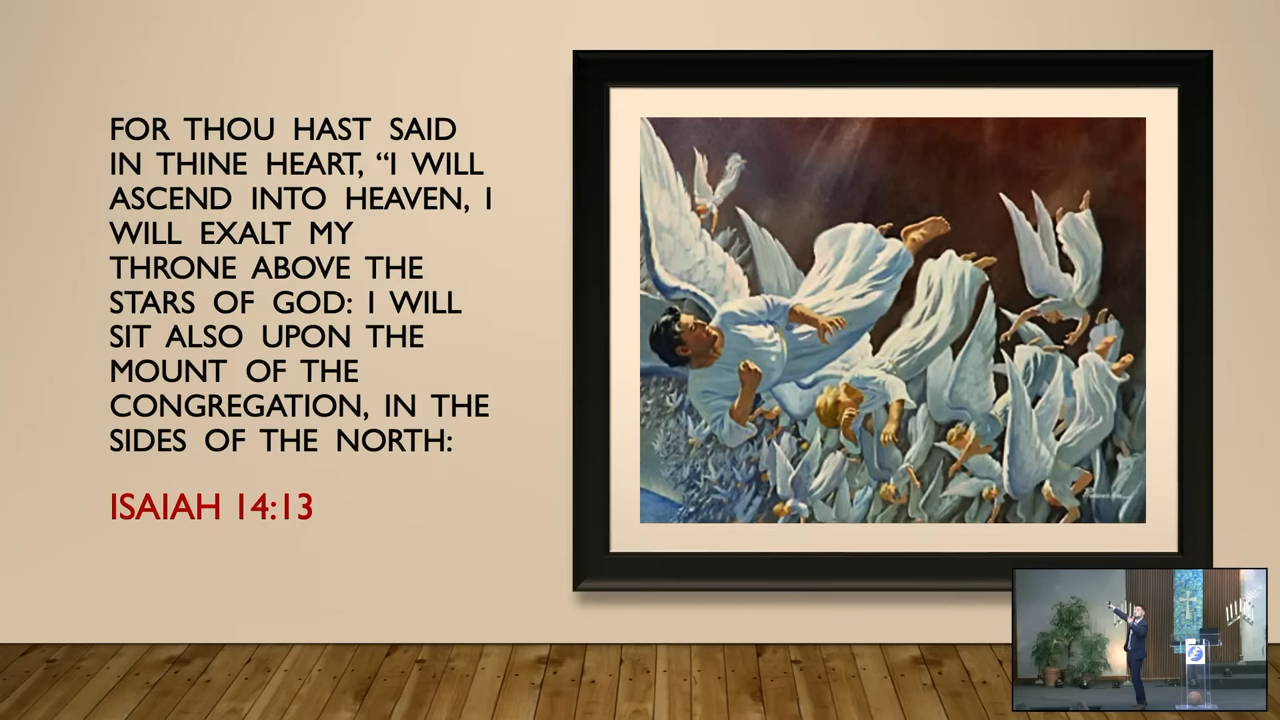 FOR THOU HAST SAID
IN THINE HEART, “I WILL
ASCEND INTO HEAVEN, I
WILL EXALT MY
THRONE ABOVE THE
STARS OF GOD: I WILL
SIT ALSO UPON THE
MOUNT OF THE
CONGREGATION, IN THE
SIDES OF THE NORTH:
ISAIAH 14:13